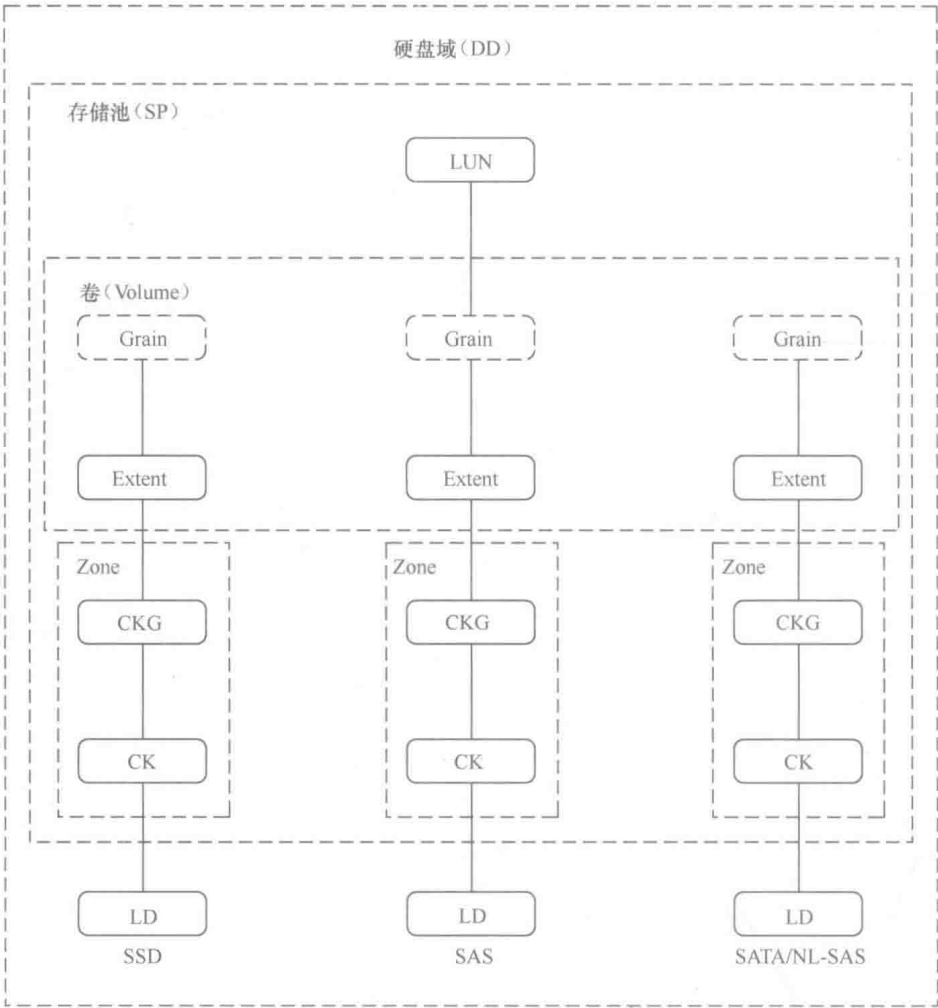 硬盘域(DD)
存储池(SP)
LUN
卷(Volume)
Grain Grain Grain
Extent Extent Extent
Zone Zone Zone
CKG CKG CKG
CK CK CK
LD LD LD
SSD SAS SATA/NL-SAS